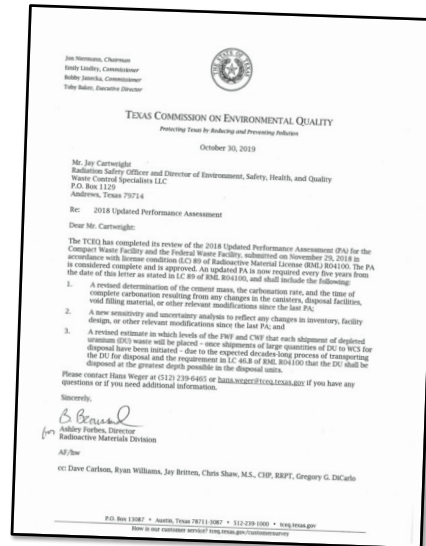 Jon Niermann, Chairman
Emily Lindley, Commissioner
Bobby Janecka, Commissioner
Toby Baker, Executive Director
TEXAS COMMISSION ON ENVIRONMENTAL QUALITY
Protecting Texas by Reducing and Preventing Pollution
October 30, 2019
Mr. Jay Cartwright
Radiation Safety Officer and Director of Environment, Safety, Health, and Quality
Waste Control Specialists LLC
P.O. Box 1129
Andrews, Texas 79714
Re: 2018 Updated Performance Assessment
Dear Mr. Cartwright:
The TCEQ has completed its review of the 2018 Updated Performance Assessment (PA) for the
Compact Waste Facility and the Federal Waste Facility, submitted on November 29, 2018 in
accordance with license condition (LC) 89 of Radioactive Material License (RML) R04100. The PA
is considered complete and is approved. An updated PA is now required every five years from
the date of this letter as stated in LC 89 of RML R04100, and shall include the following:
1. A revised determination of the cement mass, the carbonation rate, and the time of
complete carbonation resulting from any changes in the canisters, disposal facilities,
void filling material, or other relevant modifications since the last PA;
2. A new sensitivity and uncertainty analysis to reflect any changes in inventory, facility
design, or other relevant modifications since the last PA; and
3. A revised estimate in which levels of the FWF and CWF that each shipment of depleted
uranium (DU) waste will be placed – once shipments of large quantities of DU to WCS for
disposal have been initiated – due to the expected decades-long process of transporting
the DU for disposal and the requirement in LC 46.B of RML R04100 that the DU shall be
disposed at the greatest depth possible in the disposal units.
Please contact Hans Weger at (512) 239-6465 or hans.weger@tceq.texas.gov if you have any
questions or if you need additional information.
Sincerely,
for Ashley Forbes, Director
Radioactive Materials Division
AF/hw
cc: Dave Carlson, Ryan Williams, Jay Britten, Chris Shaw, M.S., CHP, RRPT, Gregory G. DiCarlo
P.O. Box 13087 • Austin, Texas 78711-3087 • 512-239-1000 • tceq.texas.gov
How is our customer service? tceq.texas.gov/customersurvey